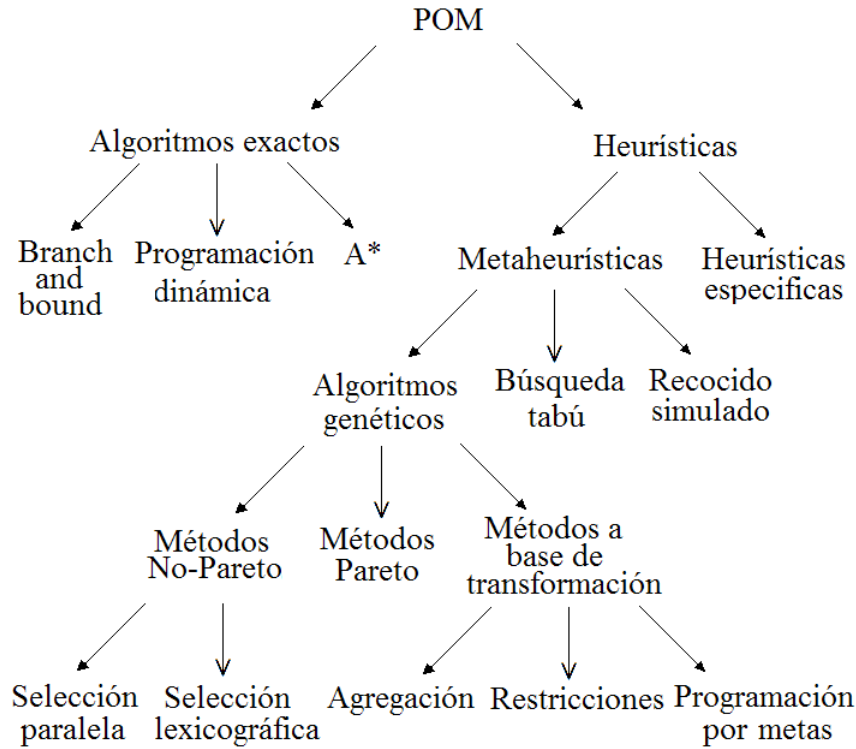 POM
Algoritmos exactos
Heurísticas
Branch
and
bound
Programación
dinámica
A*
Metaheurísticas
Heurísticas
especificas
Algoritmos
genéticos
Búsqueda
tabú
Recocido
simulado
Métodos
No-Pareto
Métodos
Pareto
Métodos a
base de
transformación
Selección
paralela
Selección
lexicográfica
Agregación
Restricciones
Programación
por metas